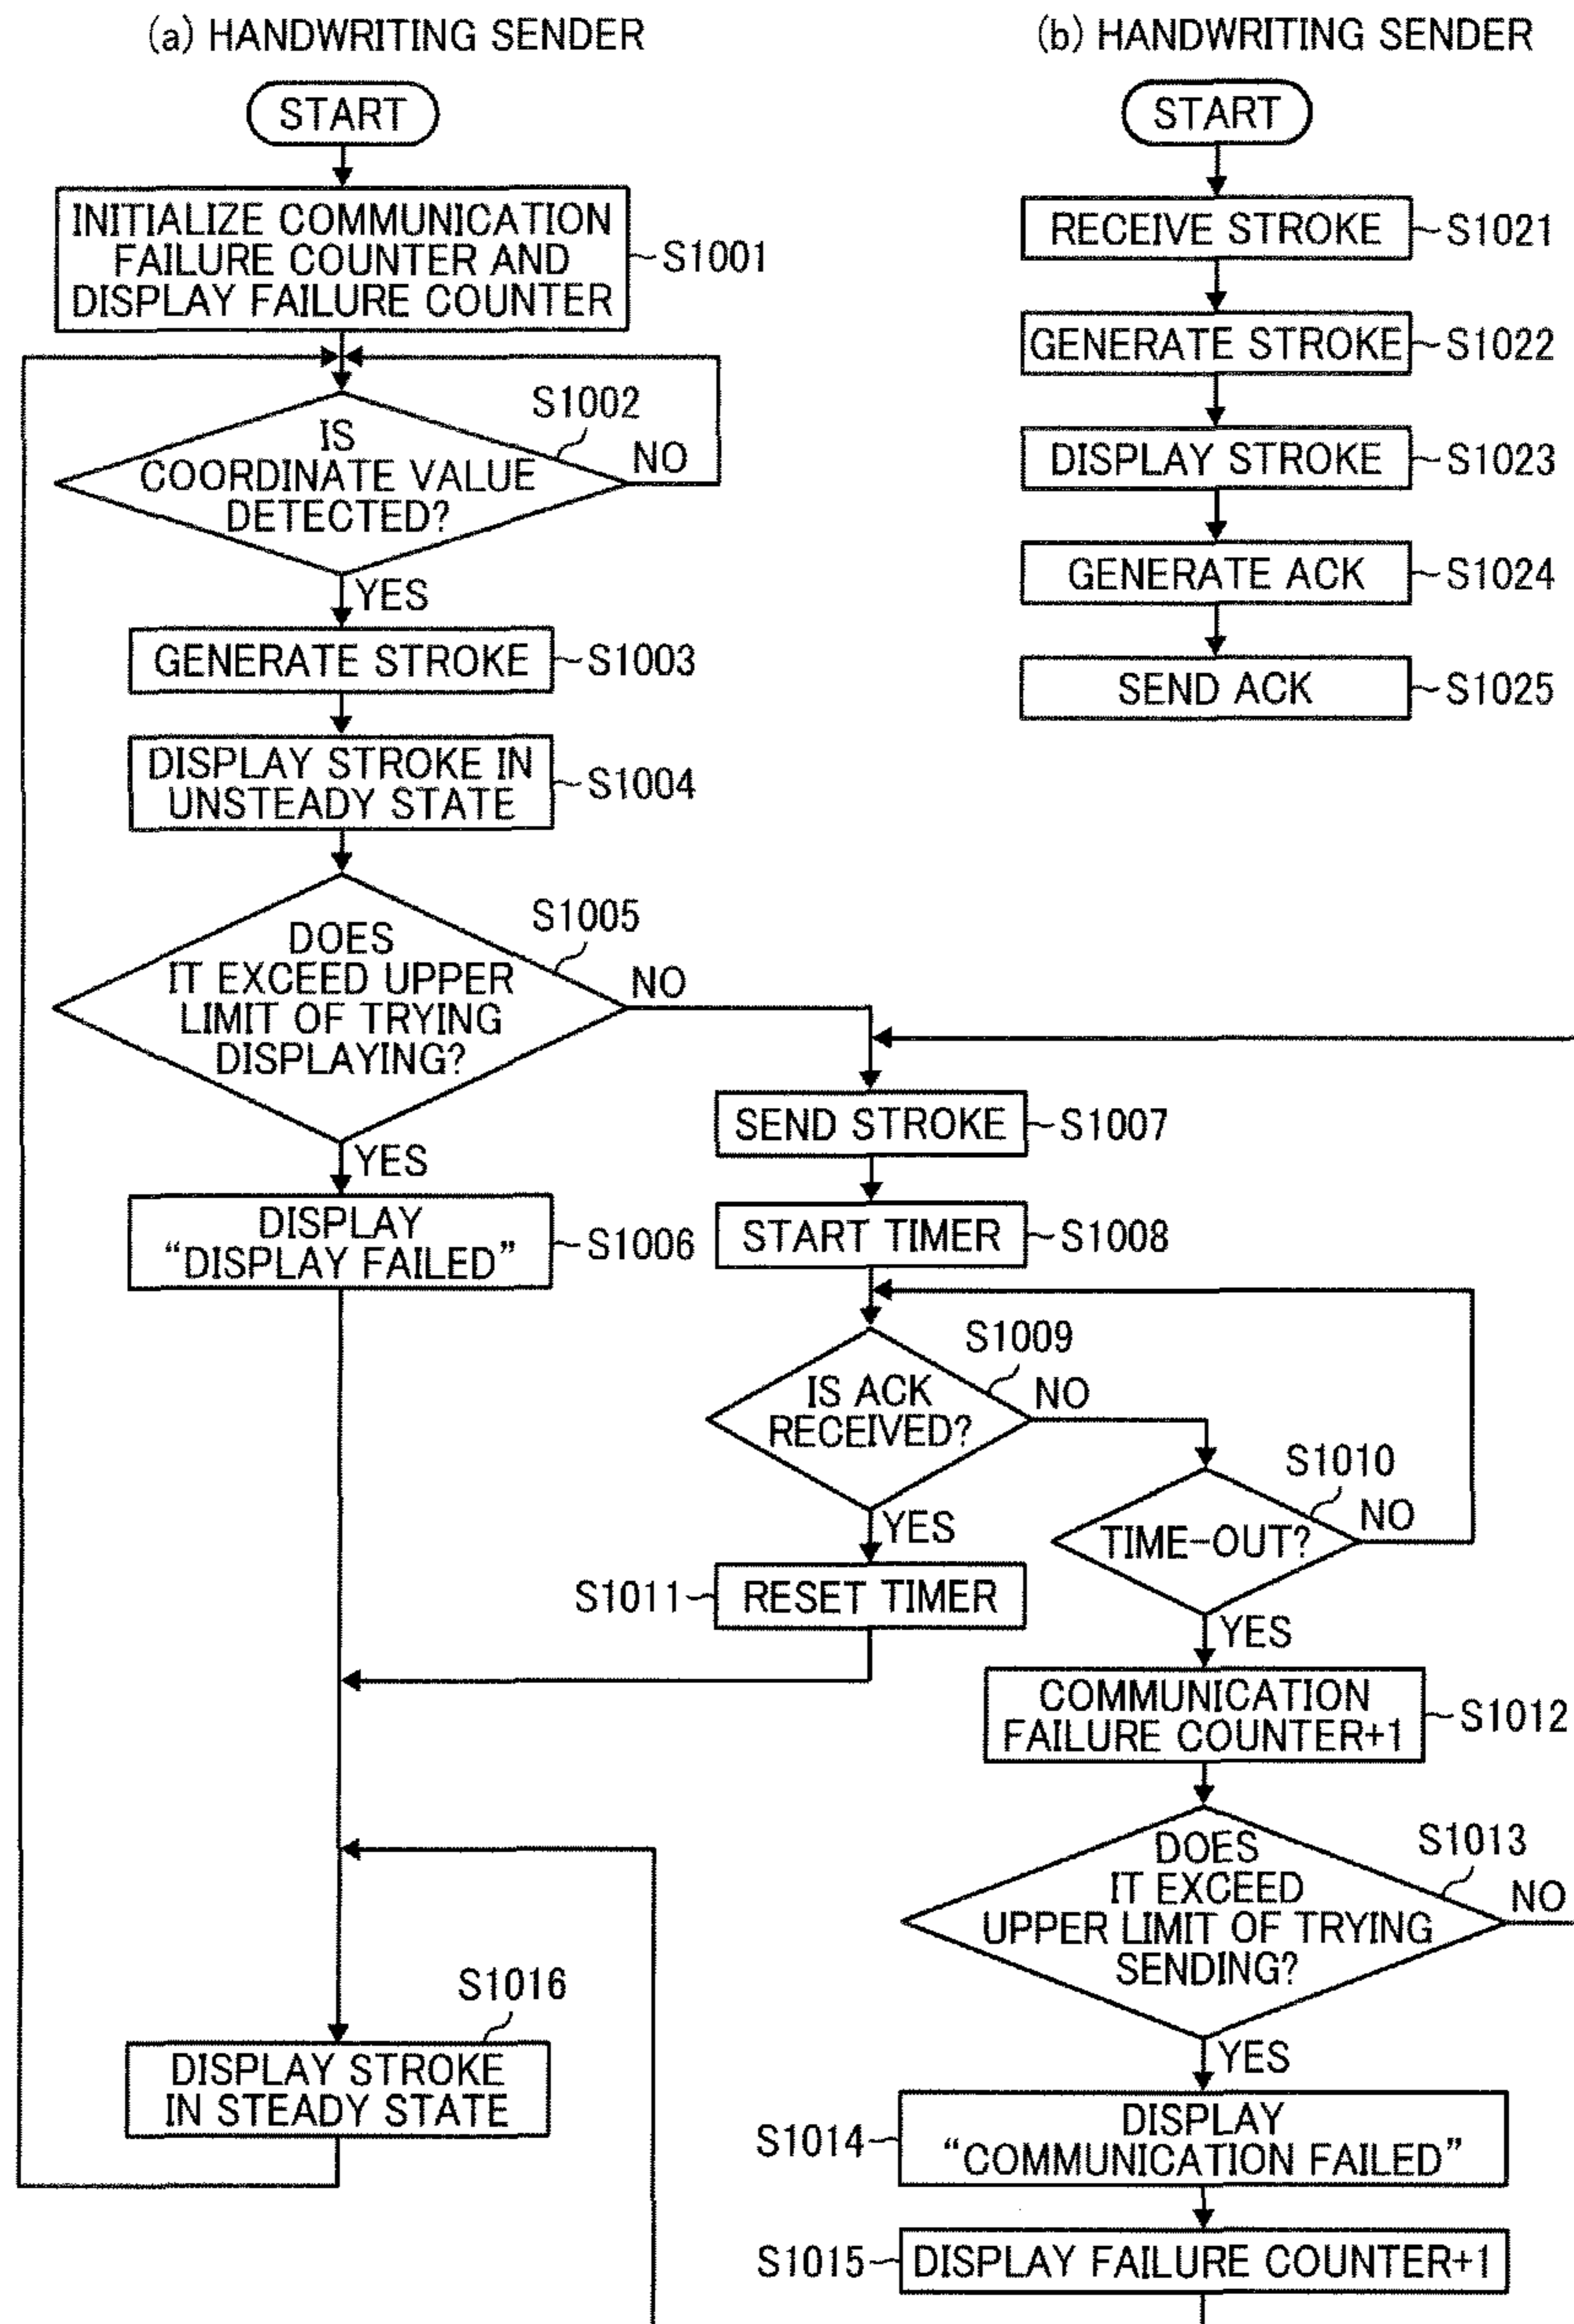 (a) HANDWRITING SENDER
START
INITIALIZE COMMUNICATION
FAILURE COUNTER AND
DISPLAY FAILURE COUNTER
S1001
S1002
IS
COORDINATE VALUE
DETECTED?
NO
YES
GENERATE STROKE
S1003
DISPLAY STROKE IN
UNSTEADY STATE
S1004
S1005
DOES
IT EXCEED UPPER
LIMIT OF TRYING
DISPLAYING?
NO
YES
DISPLAY
“DISPLAY FAILED”
S1006
SEND STROKE
S1007
START TIMER
S1008
S1009
IS ACK
RECEIVED?
NO
YES
S1010
TIME-OUT?
NO
YES
S1011
RESET TIMER
COMMUNICATION
FAILURE COUNTER+1
S1012
S1013
DOES
IT EXCEED
UPPER LIMIT OF TRYING
SENDING?
NO
YES
S1014
DISPLAY
“COMMUNICATION FAILED”
S1015
DISPLAY FAILURE COUNTER+1
S1016
DISPLAY STROKE
IN STEADY STATE
(b) HANDWRITING SENDER
START
RECEIVE STROKE
S1021
GENERATE STROKE
S1022
DISPLAY STROKE
S1023
GENERATE ACK
S1024
SEND ACK
S1025